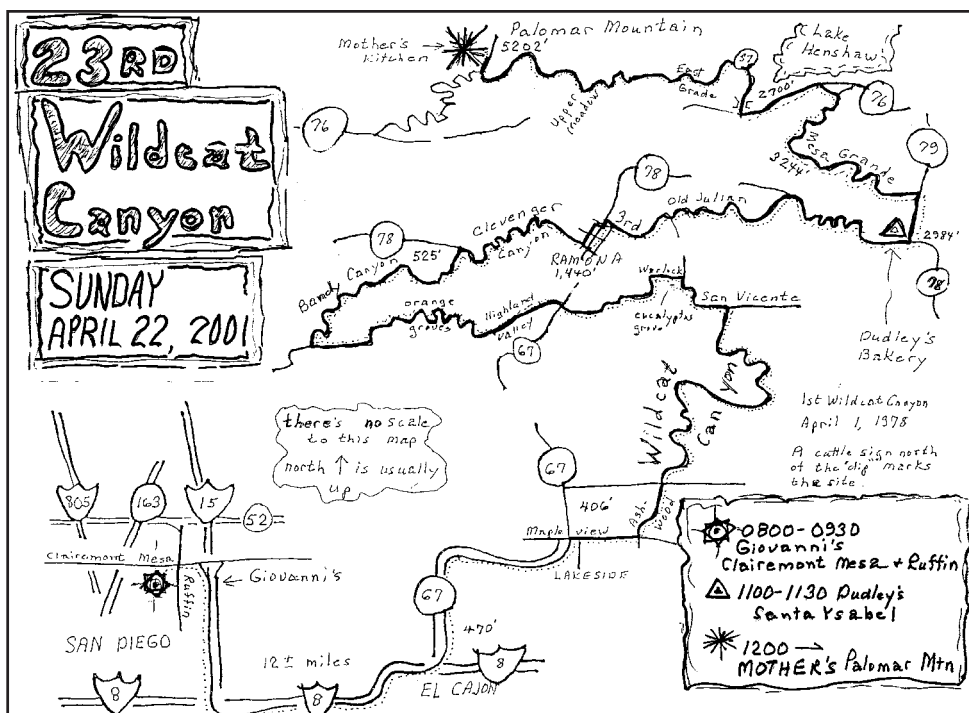 23RD
Wildcat
Canyon
SUNDAY
APRIL 22, 2001
Mother's
Kitchen
Palomar Mountain
5202'
Upper
Meadow
East
Grade
S7
2700'
Lake
Henshaw
76
76
Mesa Grande
3244'
79
78
Old Julian
3rd
Clevenger
Canyon
78
525'
Bandy Canyon
RAMONA
1,440'
2984'
78
Dudley's
Bakery
orange
groves
Highland
Valley
67
Warlock
eucalyptus
grove
San Vicente
Wildcat
Canyon
1st Wildcat Canyon
April 1, 1978
A cattle sign north
of the "dip" marks
the site.
there's no scale
to this map
north ↑ is usually
up
67
406'
Ash-
wood
Mapleview
LAKESIDE
805
163
15
52
Clairemont Mesa
Ruffin
Giovanni's
SAN DIEGO
67
470'
12± miles
8
8
8
EL CAJON
0800-0930
Giovanni's
Clairemont Mesa + Ruffin
1100-1130 Dudley's
Santa Ysabel
1200 →
MOTHER's Palomar Mtn